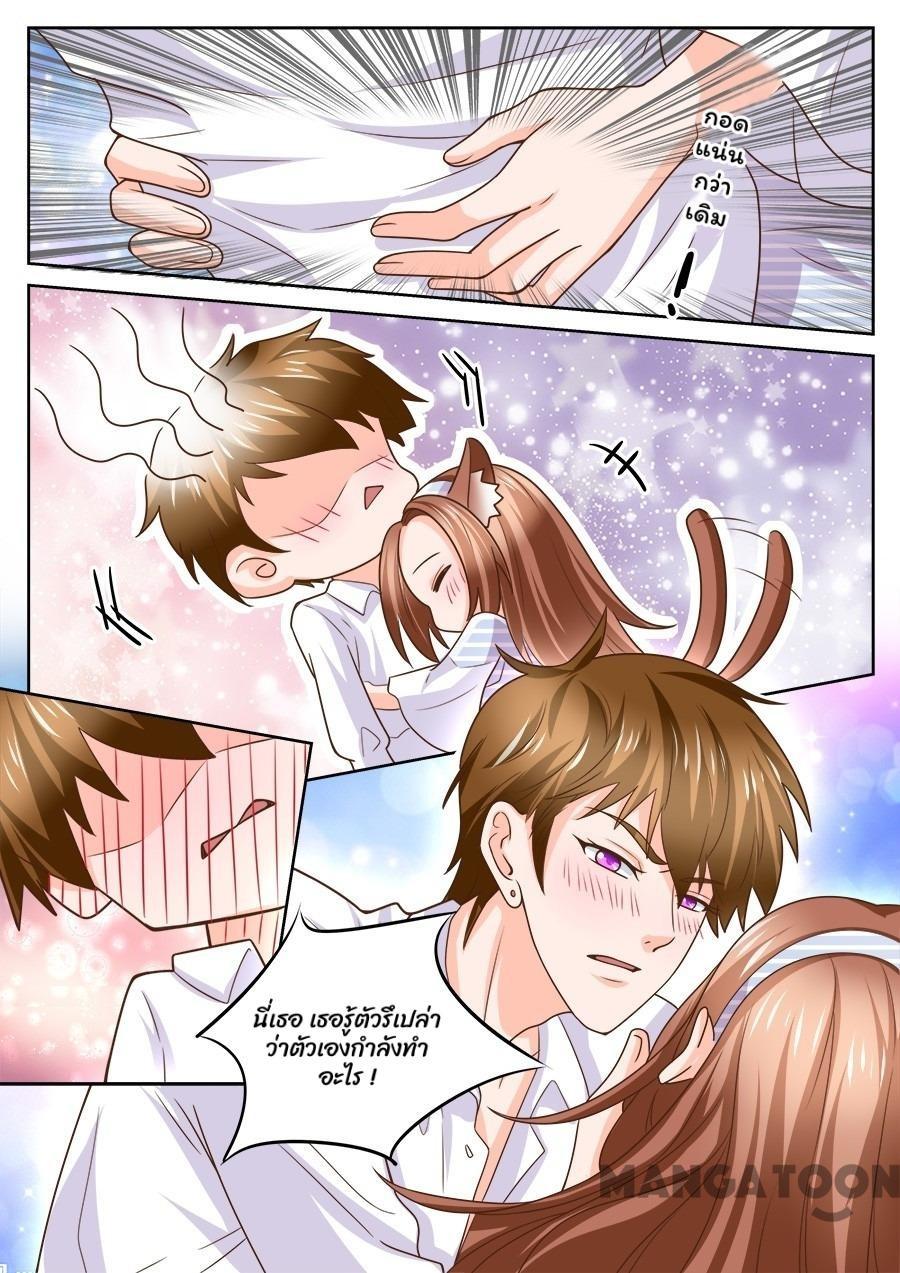 กอด
แน่น
กว่า
เดิม
!
นี่เธอ เธอรู้ตัวรึเปล่า
ว่าตัวเองกำลังทำ
อะไร !
MANGATOON